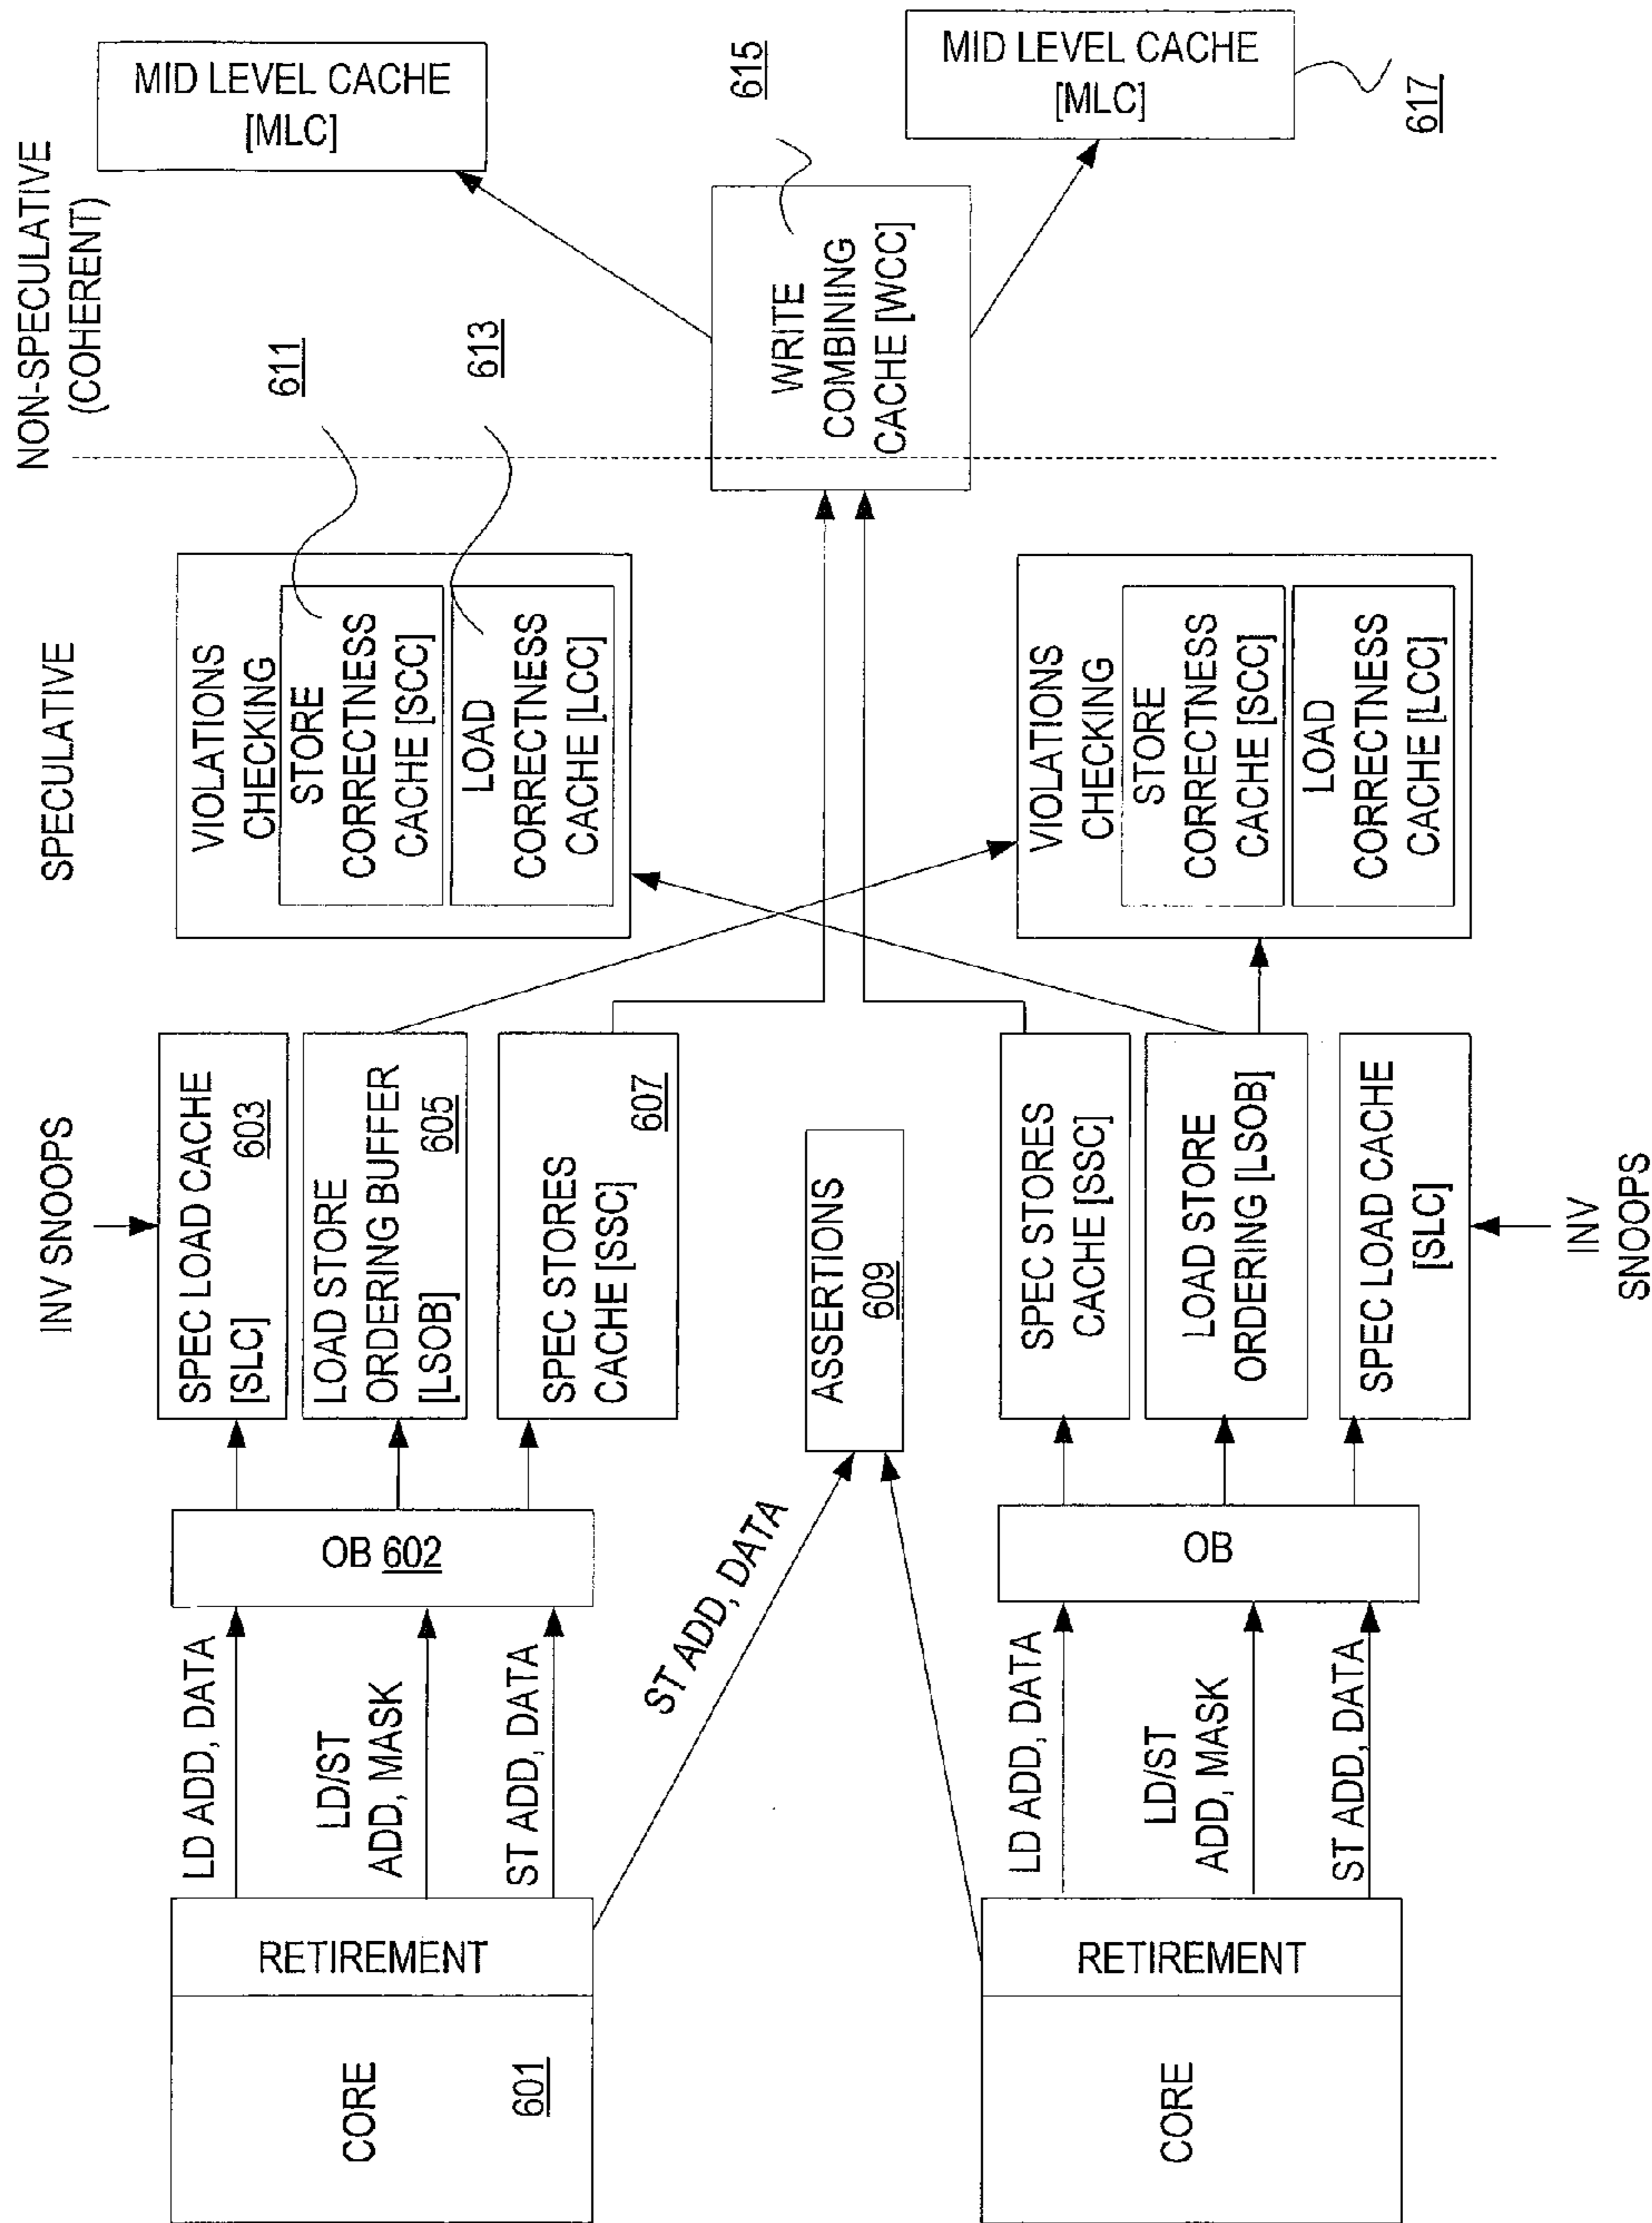 NON-SPECULATIVE
(COHERENT)
SPECULATIVE
INV SNOOPS
CORE
601
RETIREMENT
LD ADD, DATA
LD/ST
ADD, MASK
ST ADD, DATA
OB 602
SPEC LOAD CACHE
[SLC] 603
LOAD STORE
ORDERING BUFFER
[LSOB] 605
SPEC STORES
CACHE [SSC]
607
VIOLATIONS
CHECKING
STORE
CORRECTNESS
CACHE [SCC]
LOAD
CORRECTNESS
CACHE [LCC]
611
613
MID LEVEL CACHE
[MLC]
ST ADD, DATA
ASSERTIONS
609
WRITE
COMBINING
CACHE [WCC]
615
CORE
RETIREMENT
LD ADD, DATA
LD/ST
ADD, MASK
ST ADD, DATA
OB
SPEC STORES
CACHE [SSC]
LOAD STORE
ORDERING [LSOB]
SPEC LOAD CACHE
[SLC]
VIOLATIONS
CHECKING
STORE
CORRECTNESS
CACHE [SCC]
LOAD
CORRECTNESS
CACHE [LCC]
MID LEVEL CACHE
[MLC]
617
INV
SNOOPS